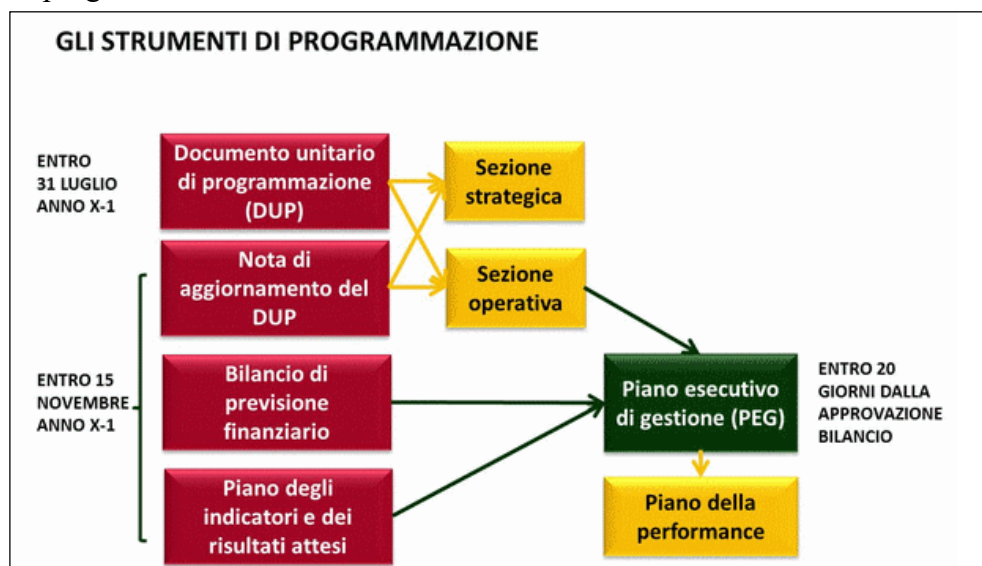 GLI STRUMENTI DI PROGRAMMAZIONE
ENTRO
31 LUGLIO
ANNO X-1
Documento unitario
di programmazione
(DUP)
Sezione
strategica
Nota di
aggiornamento del
DUP
Sezione
operativa
ENTRO 15
NOVEMBRE
ANNO X-1
Bilancio di
previsione
finanziario
Piano esecutivo
di gestione (PEG)
ENTRO 20
GIORNI DALLA
APPROVAZIONE
BILANCIO
Piano degli
indicatori e dei
risultati attesi
Piano della
performance